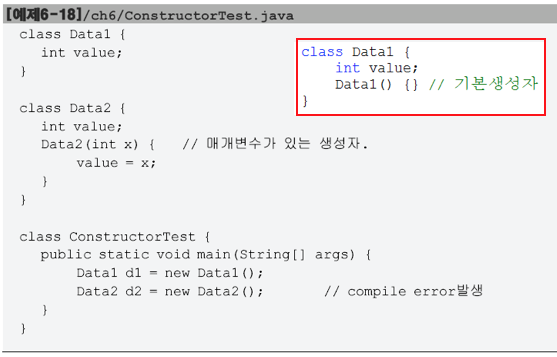 [예제6-18]/ch6/ConstructorTest.java
class Data1 {
int value;
}
class Data1 {
int value;
Data1() {} // 기본생성자
}
class Data2 {
int value;
Data2(int x) { // 매개변수가 있는 생성자.
value = x;
}
}
class ConstructorTest {
public static void main(String[] args) {
Data1 d1 = new Data1();
Data2 d2 = new Data2(); // compile error발생
}
}